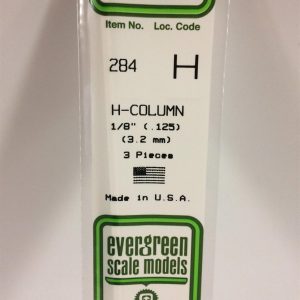 Item No. Loc. Code
284 H
H-COLUMN
1/8" (.125)
(3.2 mm)
3 Pieces
Made in U.S.A.
evergreen
scale models